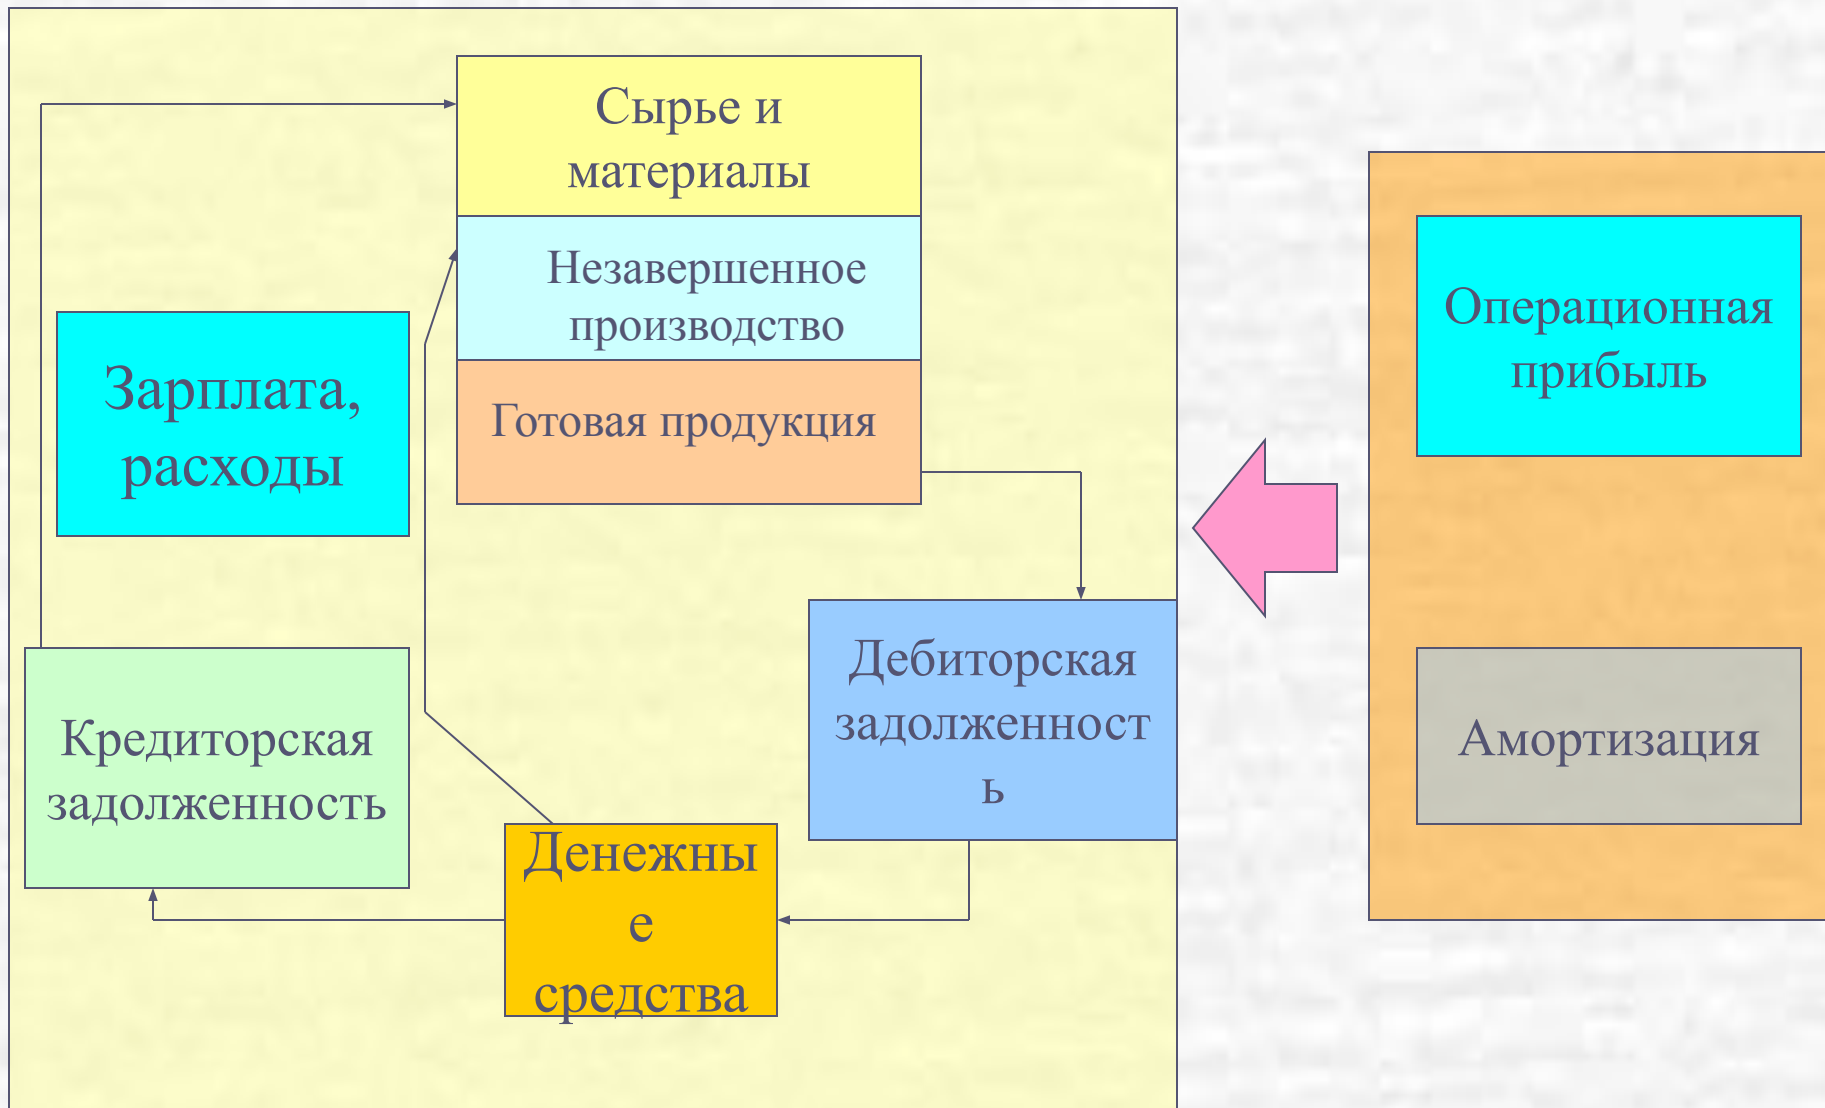 Сырье и
материалы
Незавершенное
производство
Готовая продукция
Зарплата,
расходы
Кредиторская
задолженность
Денежны
е
средства
Дебиторская
задолженност
ь
Операционная
прибыль
Амортизация